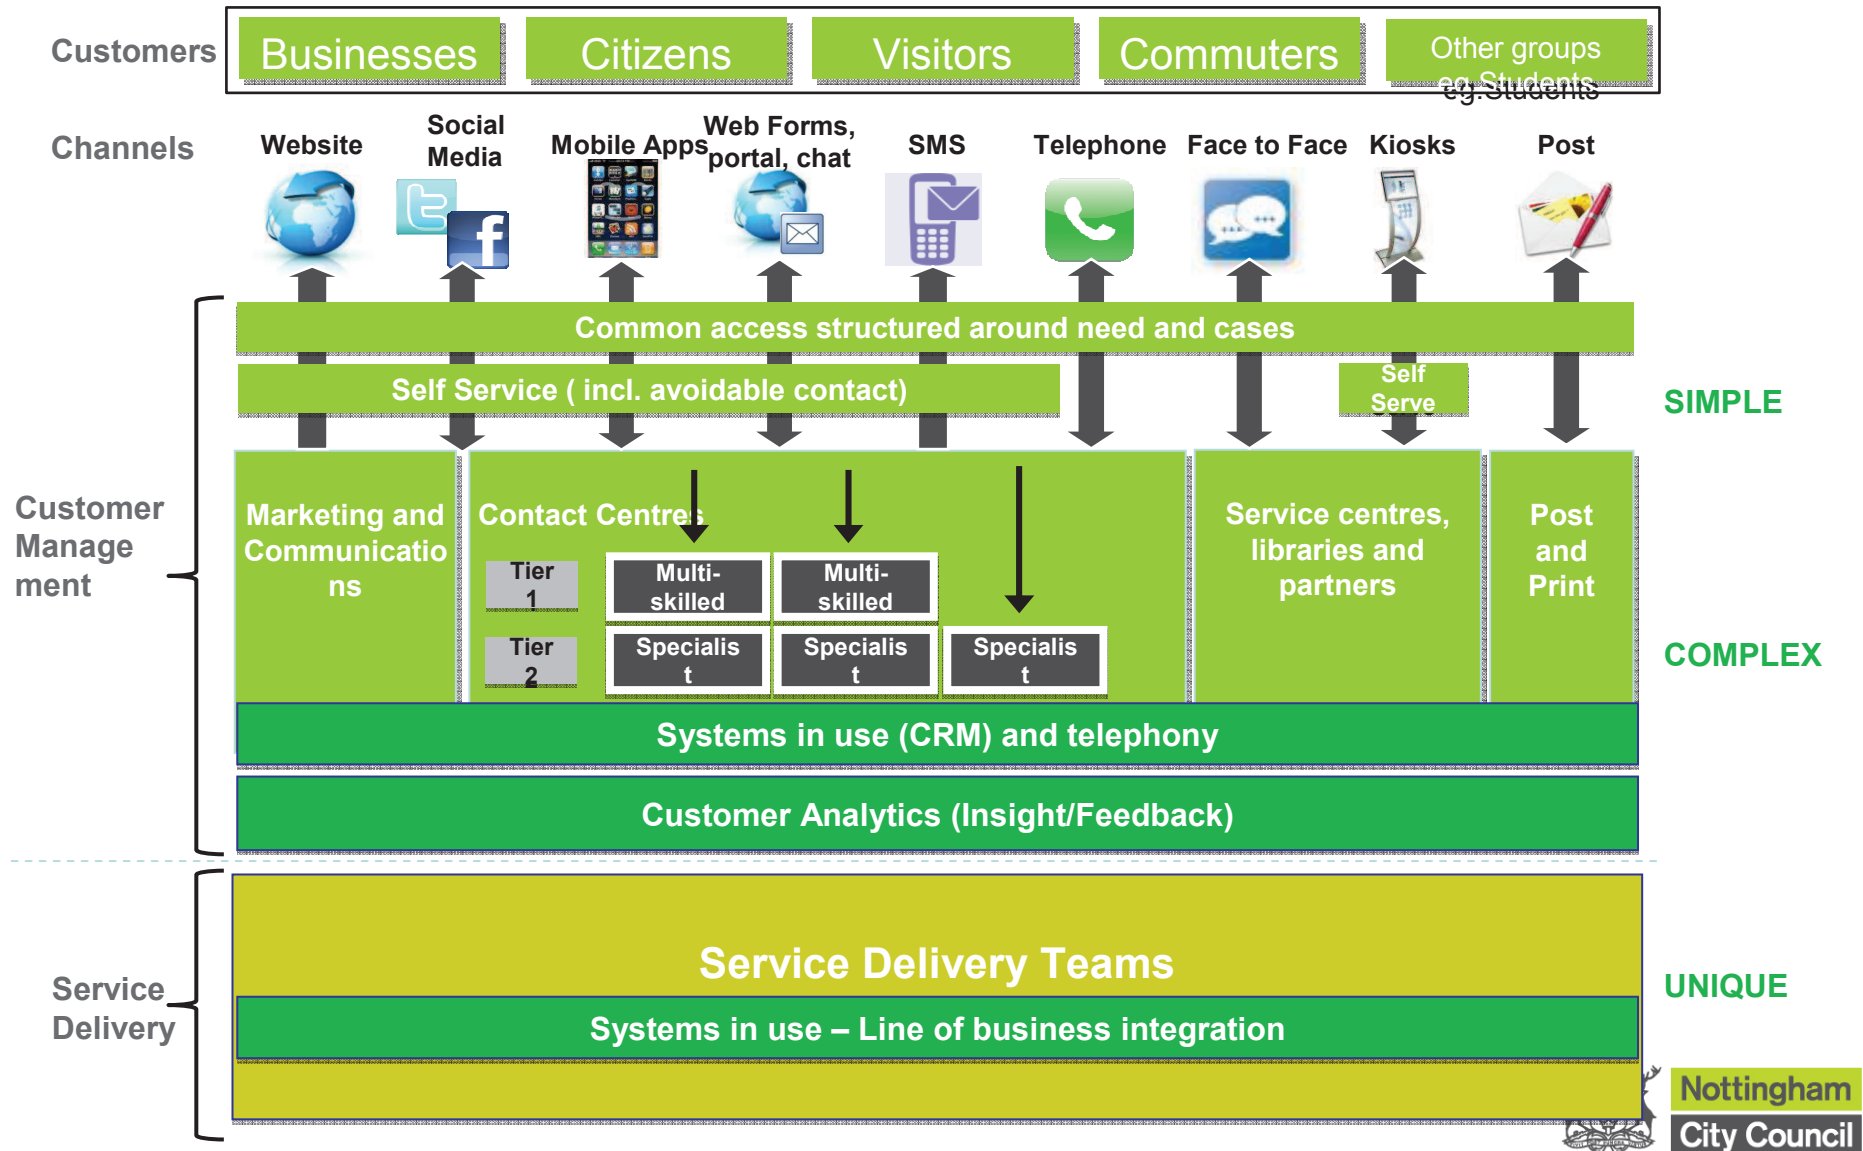 Customers
Businesses
Citizens
Visitors
Commuters
Other groups
eg.Students
Channels
Website
Social
Media
Mobile Apps
Web Forms,
portal, chat
SMS
Telephone
Face to Face
Kiosks
Post
Common access structured around need and cases
Self Service ( incl. avoidable contact)
Self
Serve
SIMPLE
Customer
Manage
ment
Marketing and
Communicatio
ns
Contact Centres
Tier
1
Multi-
skilled
Multi-
skilled
Tier
2
Specialis
t
Specialis
t
Specialis
t
Service centres,
libraries and
partners
Post
and
Print
COMPLEX
Systems in use (CRM) and telephony
Customer Analytics (Insight/Feedback)
Service
Delivery
Service Delivery Teams
Systems in use – Line of business integration
UNIQUE
Nottingham
City Council